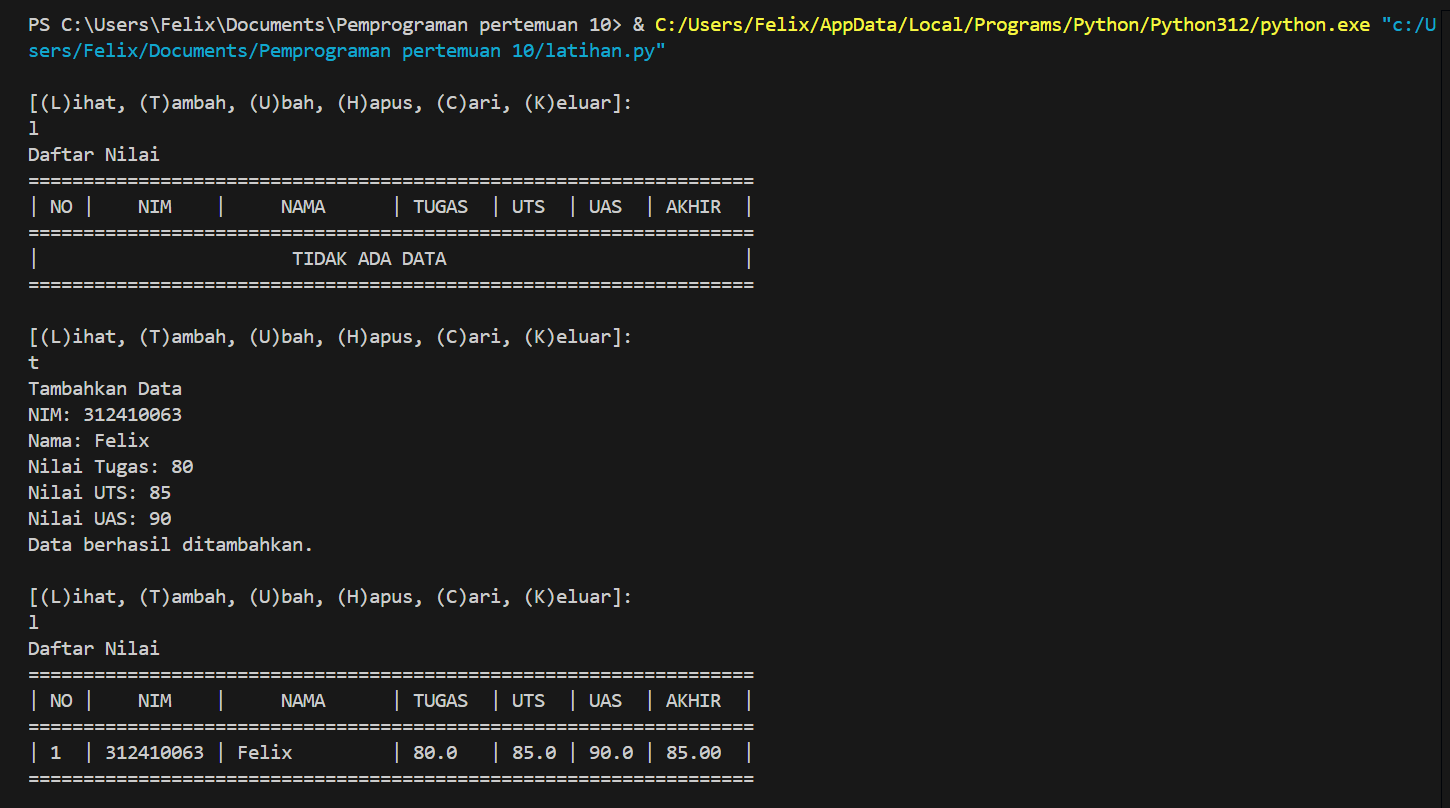 PS C:\Users\Felix\Documents\Pemprograman pertemuan 10> & C:/Users/Felix/AppData/Local/Programs/Python/Python312/python.exe "c:/U
sers/Felix/Documents/Pemprograman pertemuan 10/latihan.py"

[(L)ihat, (T)ambah, (U)bah, (H)apus, (C)ari, (K)eluar]:
l
Daftar Nilai
==================================================================
| NO |    NIM    |     NAMA      | TUGAS  | UTS  | UAS  | AKHIR  |
==================================================================
|                       TIDAK ADA DATA                           |
==================================================================

[(L)ihat, (T)ambah, (U)bah, (H)apus, (C)ari, (K)eluar]:
t
Tambahkan Data
NIM: 312410063
Nama: Felix
Nilai Tugas: 80
Nilai UTS: 85
Nilai UAS: 90
Data berhasil ditambahkan.

[(L)ihat, (T)ambah, (U)bah, (H)apus, (C)ari, (K)eluar]:
l
Daftar Nilai
==================================================================
| NO |    NIM    |     NAMA      | TUGAS  | UTS  | UAS  | AKHIR  |
==================================================================
| 1  | 312410063 | Felix         | 80.0   | 85.0 | 90.0 | 85.00  |
==================================================================